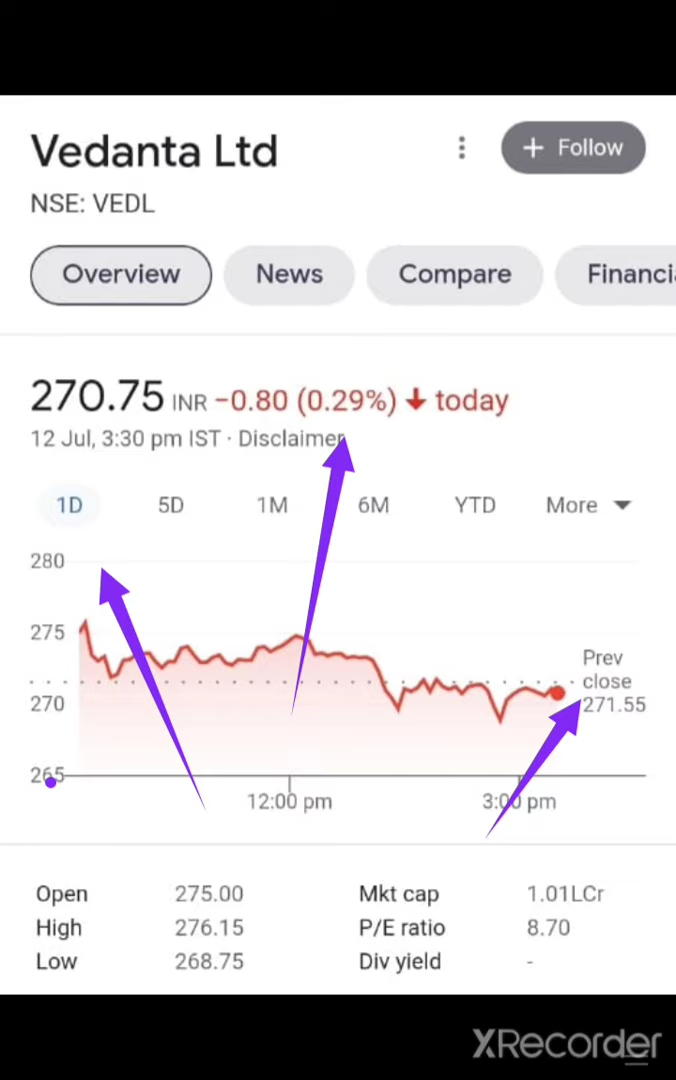 Vedanta Ltd
+ Follow
NSE: VEDL
Overview News Compare Financi
270.75 INR −0.80 (0.29%) ↓ today
12 Jul, 3:30 pm IST · Disclaimer
1D 5D 1M 6M YTD More
280
275
270
265
Prev
close
271.55
12:00 pm 3:00 pm
Open 275.00 Mkt cap 1.01LCr
High 276.15 P/E ratio 8.70
Low 268.75 Div yield -
XRecorder